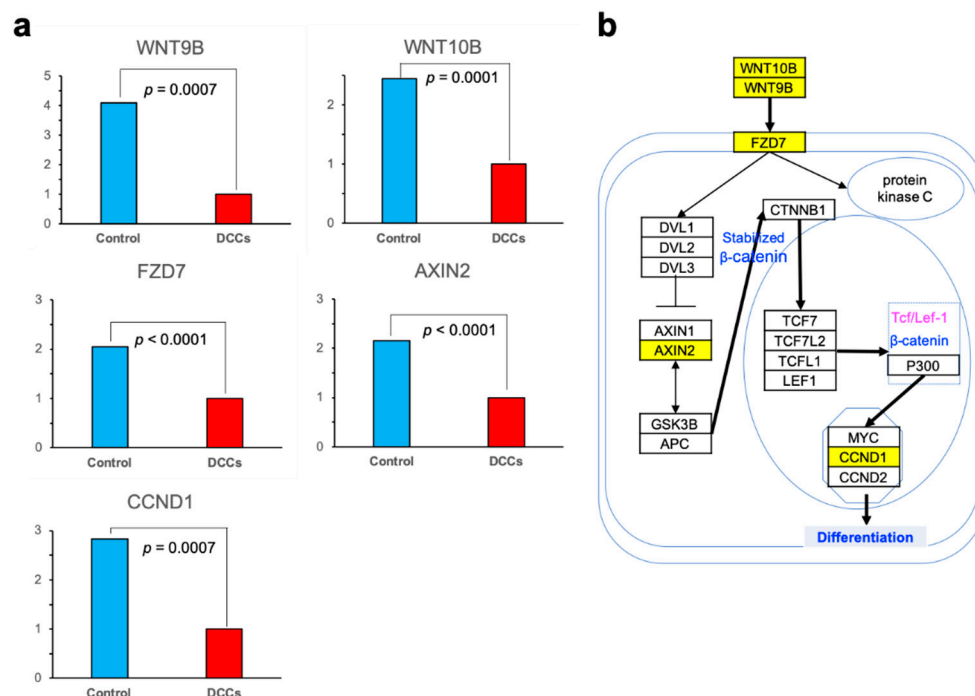 a
WNT9B
5
4
3
2
1
0
p = 0.0007
Control
DCCs
WNT10B
2
1
0
p = 0.0001
Control
DCCs
FZD7
3
2
1
0
p < 0.0001
Control
DCCs
AXIN2
3
2
1
0
p < 0.0001
Control
DCCs
CCND1
3
2
1
0
p = 0.0007
Control
DCCs
b
WNT10B
WNT9B
FZD7
protein
kinase C
CTNNB1
DVL1
DVL2
DVL3
Stabilized
β-catenin
AXIN1
AXIN2
GSK3B
APC
TCF7
TCF7L2
TCFL1
LEF1
Tcf/Lef-1
β-catenin
P300
MYC
CCND1
CCND2
Differentiation